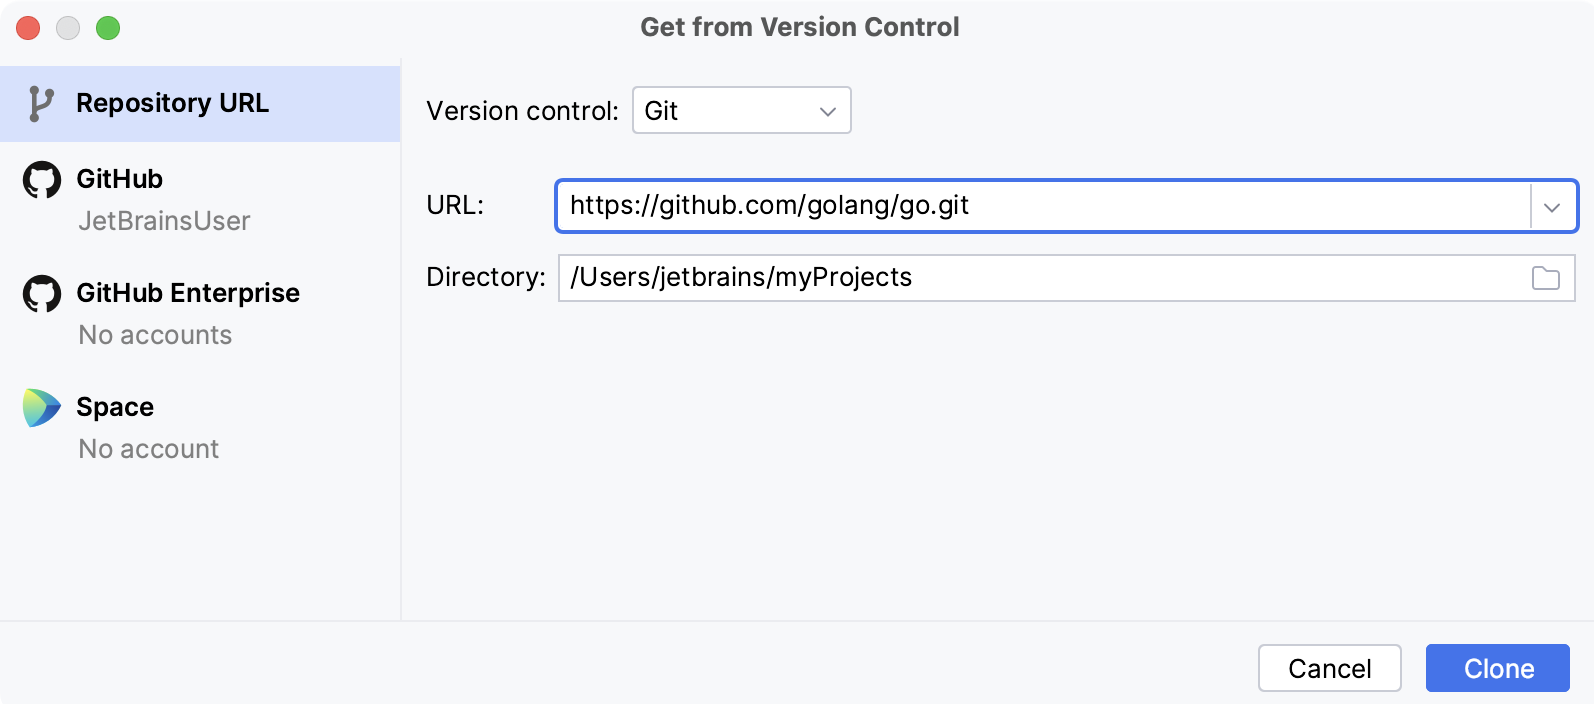 Get from Version Control
Repository URL
GitHub
JetBrainsUser
GitHub Enterprise
No accounts
Space
No account
Version control: Git
URL: https://github.com/golang/go.git
Directory: /Users/jetbrains/myProjects
Cancel Clone